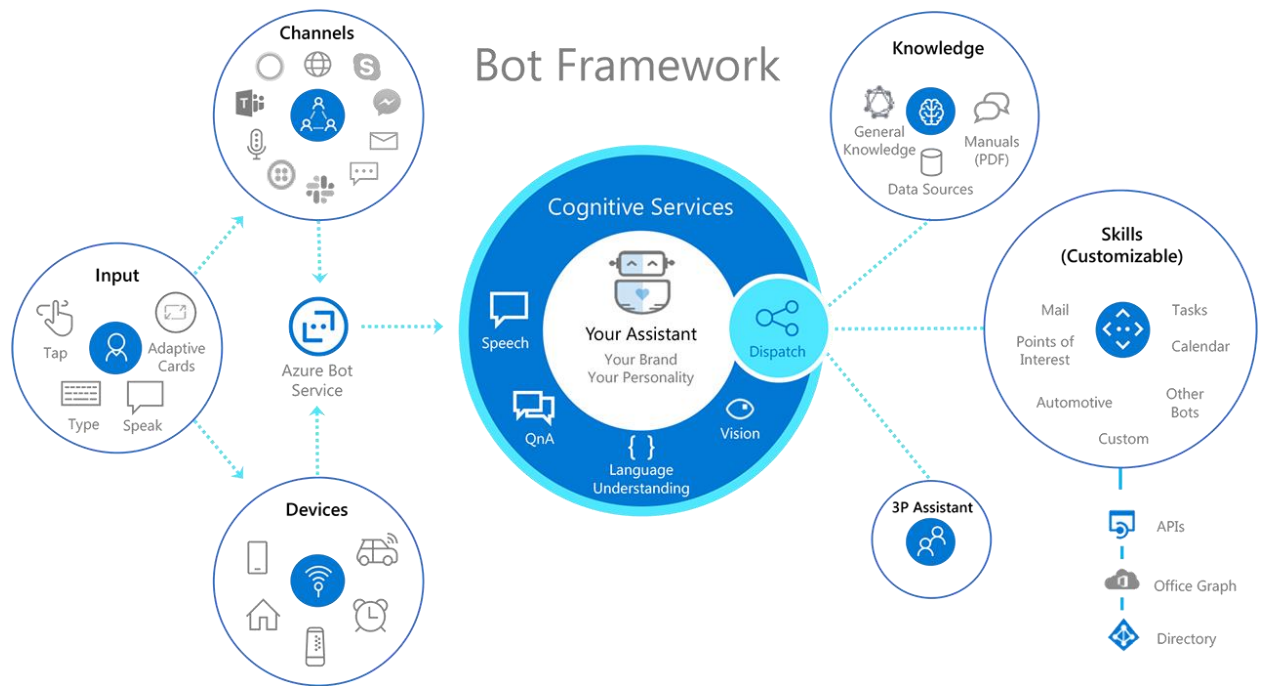 Bot Framework
Channels
T
S
Input
Tap
Adaptive
Cards
Type
Speak
Azure Bot
Service
Devices
Cognitive Services
Your Assistant
Your Brand
Your Personality
Speech
QnA
{ }
Language
Understanding
Vision
Dispatch
Knowledge
General
Knowledge
Manuals
(PDF)
Data Sources
Skills
(Customizable)
Mail
Tasks
Points of
Interest
Calendar
Automotive
Other
Bots
Custom
3P Assistant
APIs
Office Graph
Directory